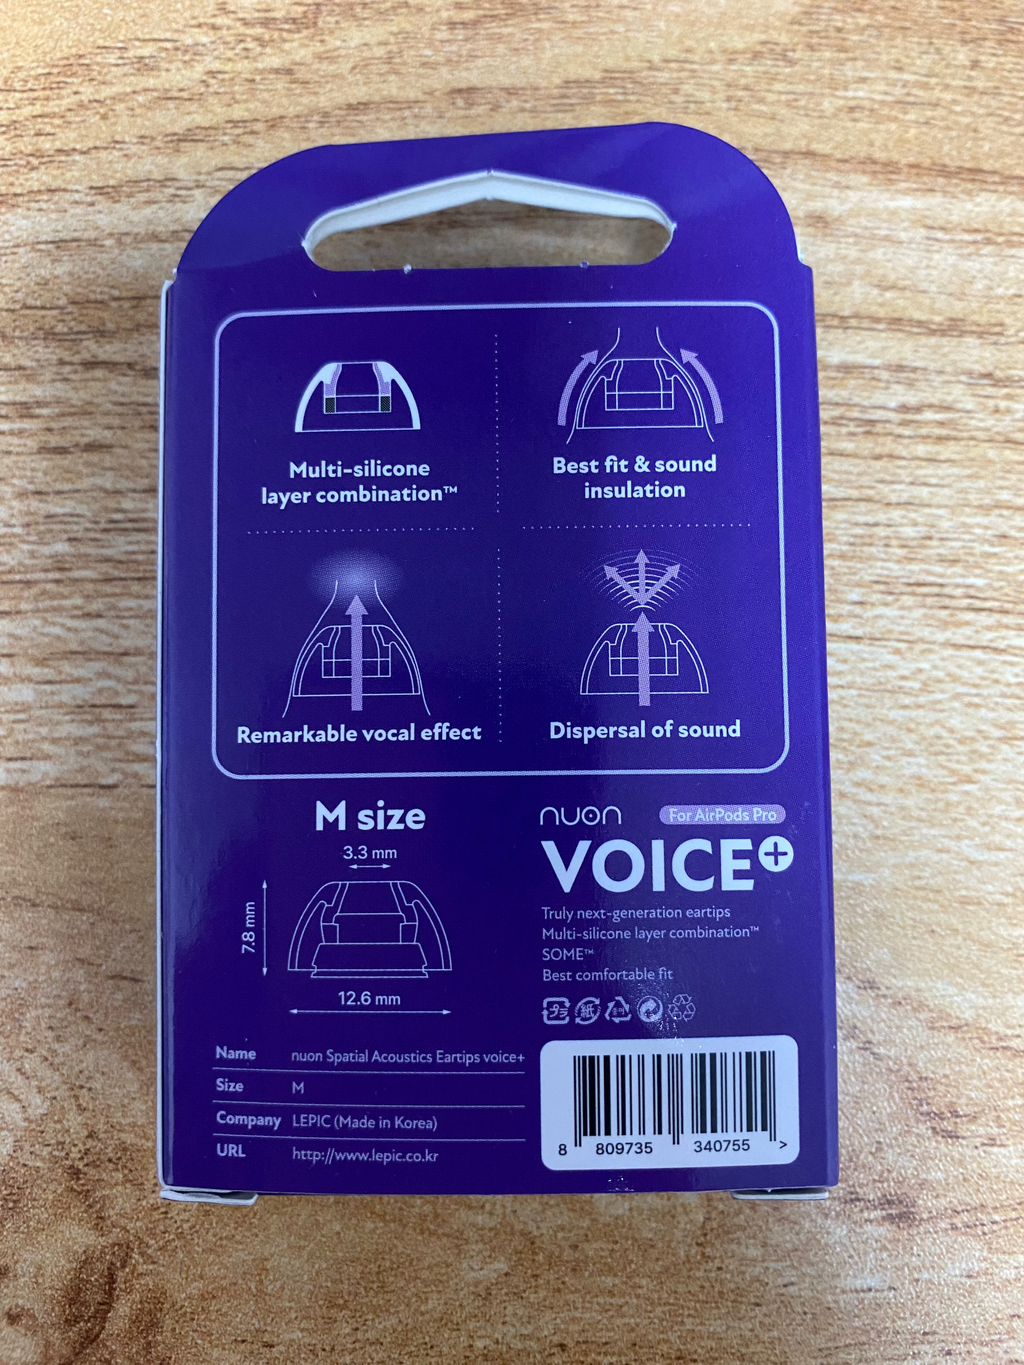 Multi-silicone
layer combination™
Best fit & sound
insulation
Remarkable vocal effect
Dispersal of sound
M size
3.3 mm
7.8 mm
12.6 mm
nuon
For AirPods Pro
VOICE+
Truly next-generation eartips
Multi-silicone layer combination™
SOME™
Best comfortable fit
プラ
紙
Name nuon Spatial Acoustics Eartips voice+
Size M
Company LEPIC (Made in Korea)
URL http://www.lepic.co.kr
8 809735 340755 >